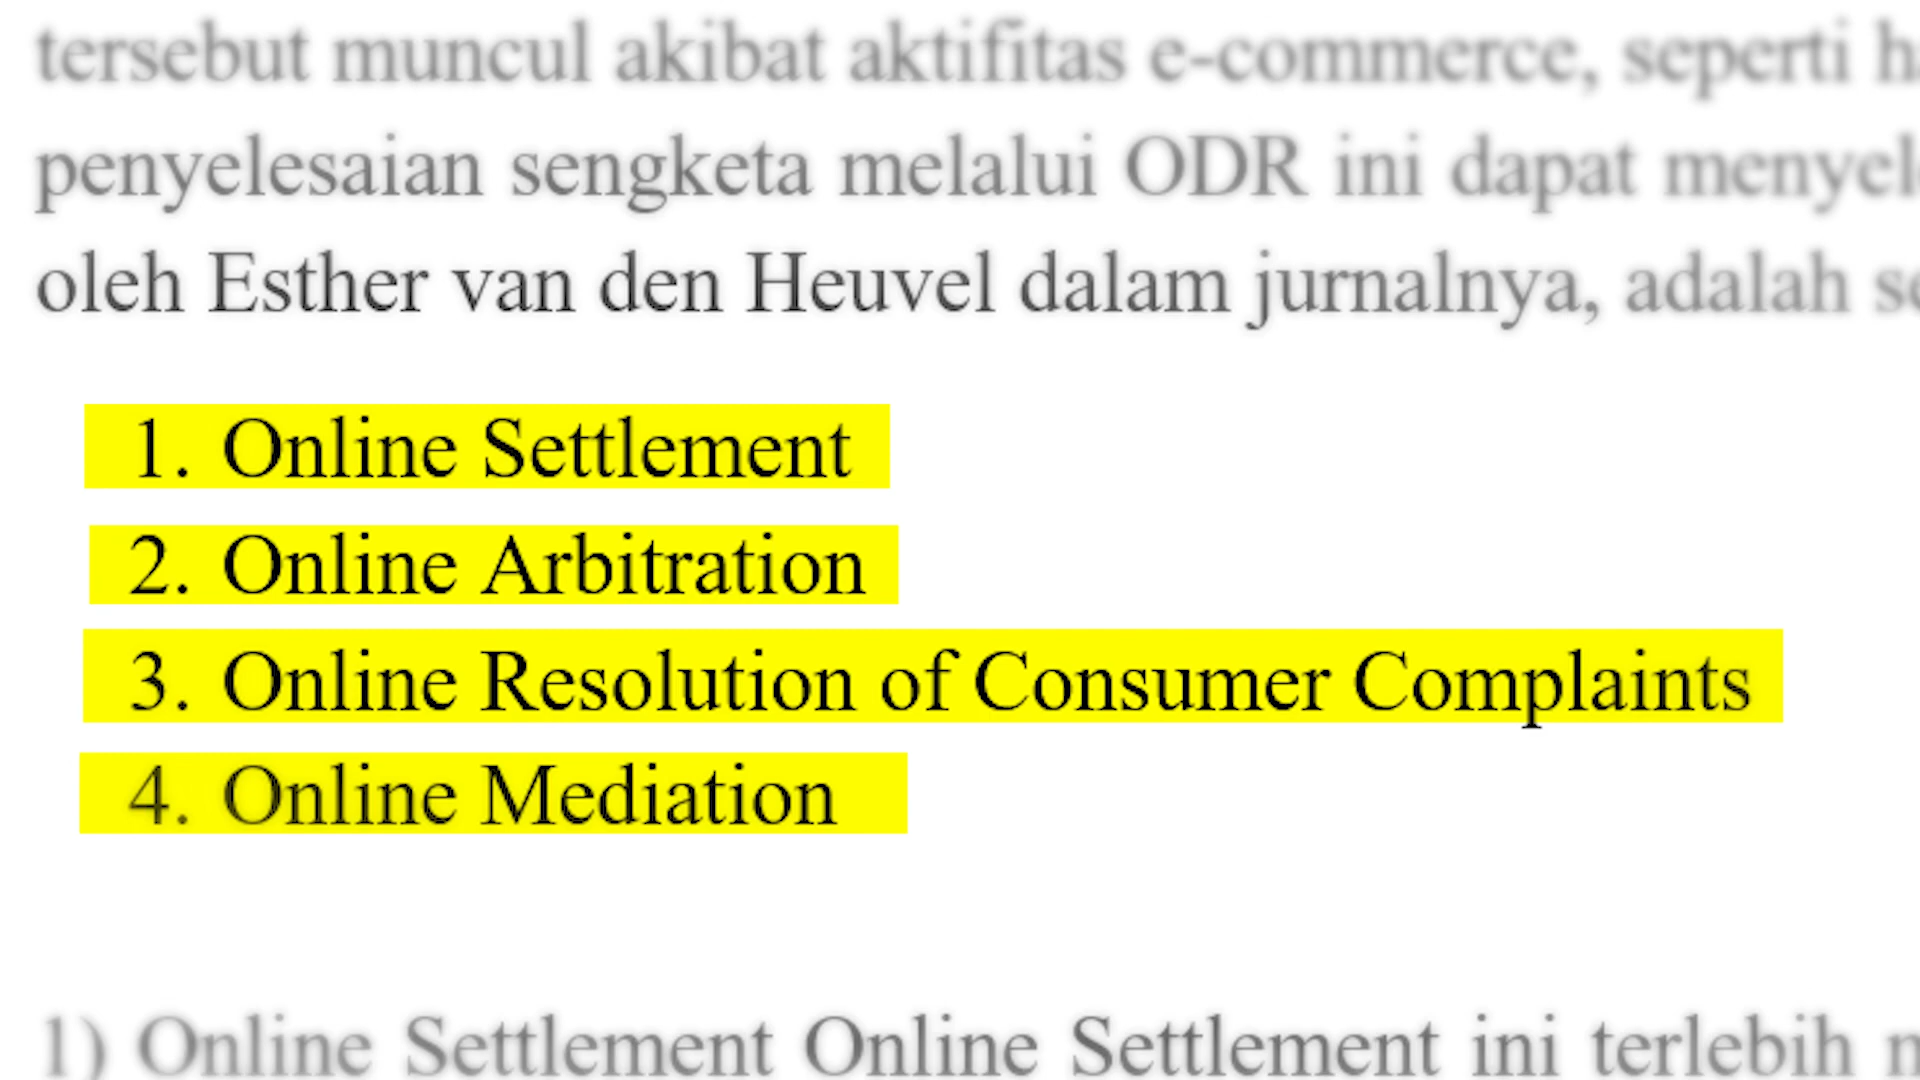 tersebut muncul akibat aktifitas e-commerce, seperti
penyelesaian sengketa melalui ODR ini dapat
oleh Esther van den Heuvel dalam jurnalnya, adalah
1. Online Settlement
2. Online Arbitration
3. Online Resolution of Consumer Complaints
4. Online Mediation
1) Online Settlement Online Settlement ini terlebih